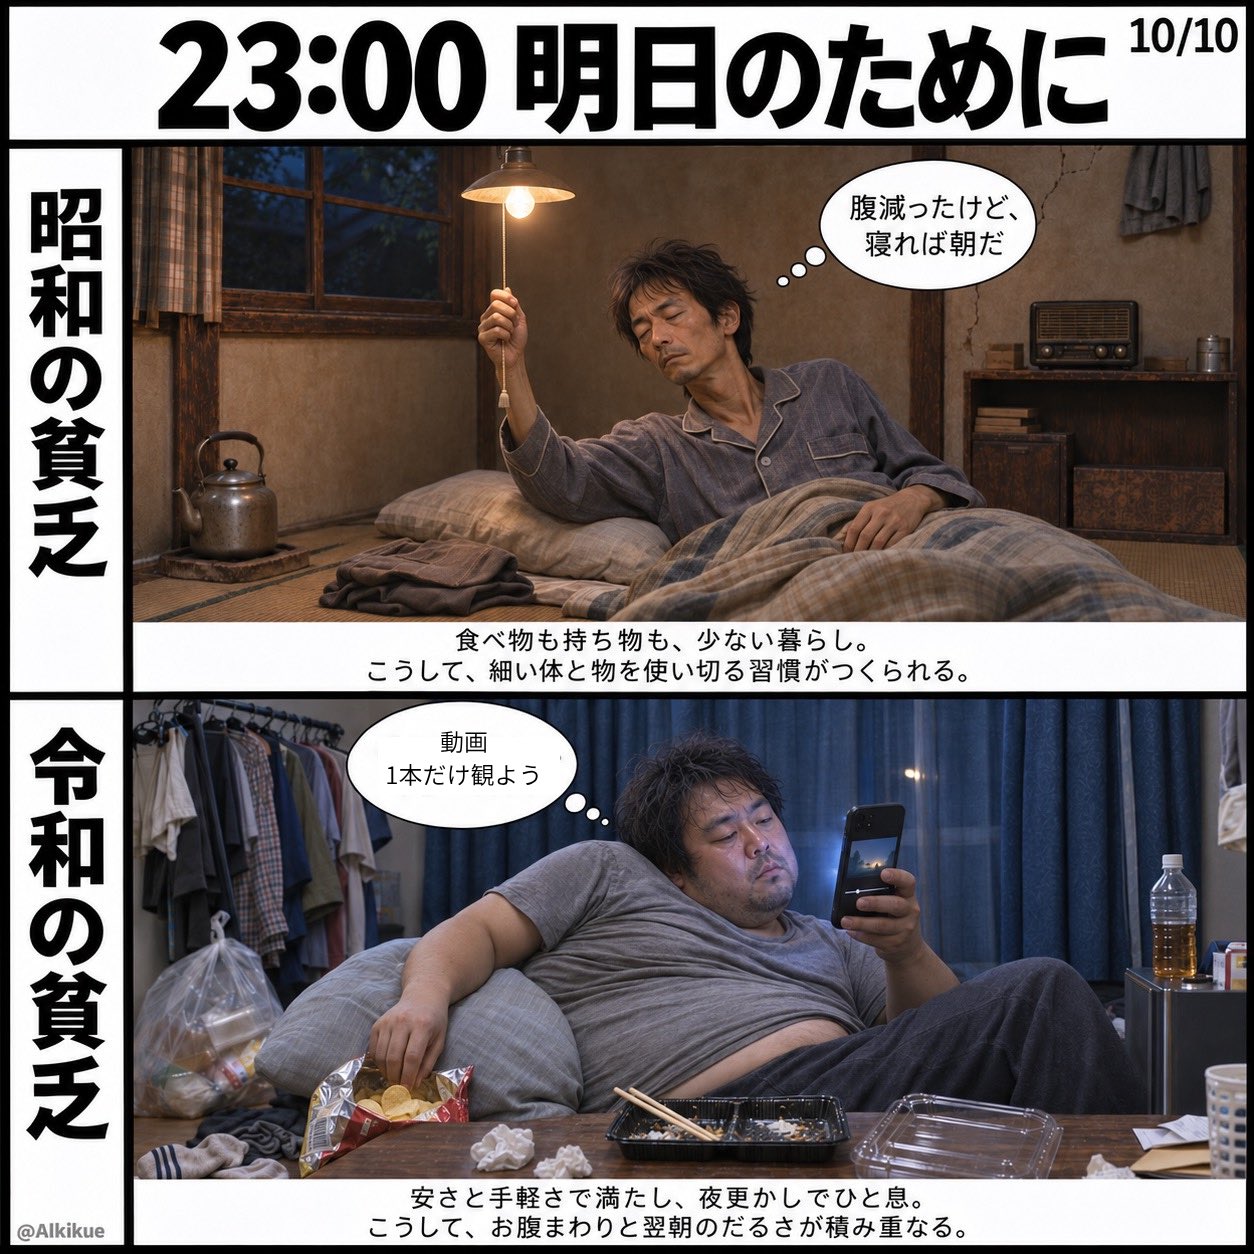 23:00 明日のために
10/10
昭和の貧乏
腹減ったけど、
寝れば朝だ
食べ物も持ち物も、少ない暮らし。
こうして、細い体と物を使い切る習慣がつくられる。
令和の貧乏
動画
1本だけ観よう
安さと手軽さで満たし、夜更かしでひと息。
こうして、お腹まわりと翌朝のだるさが積み重なる。
@Alkikue